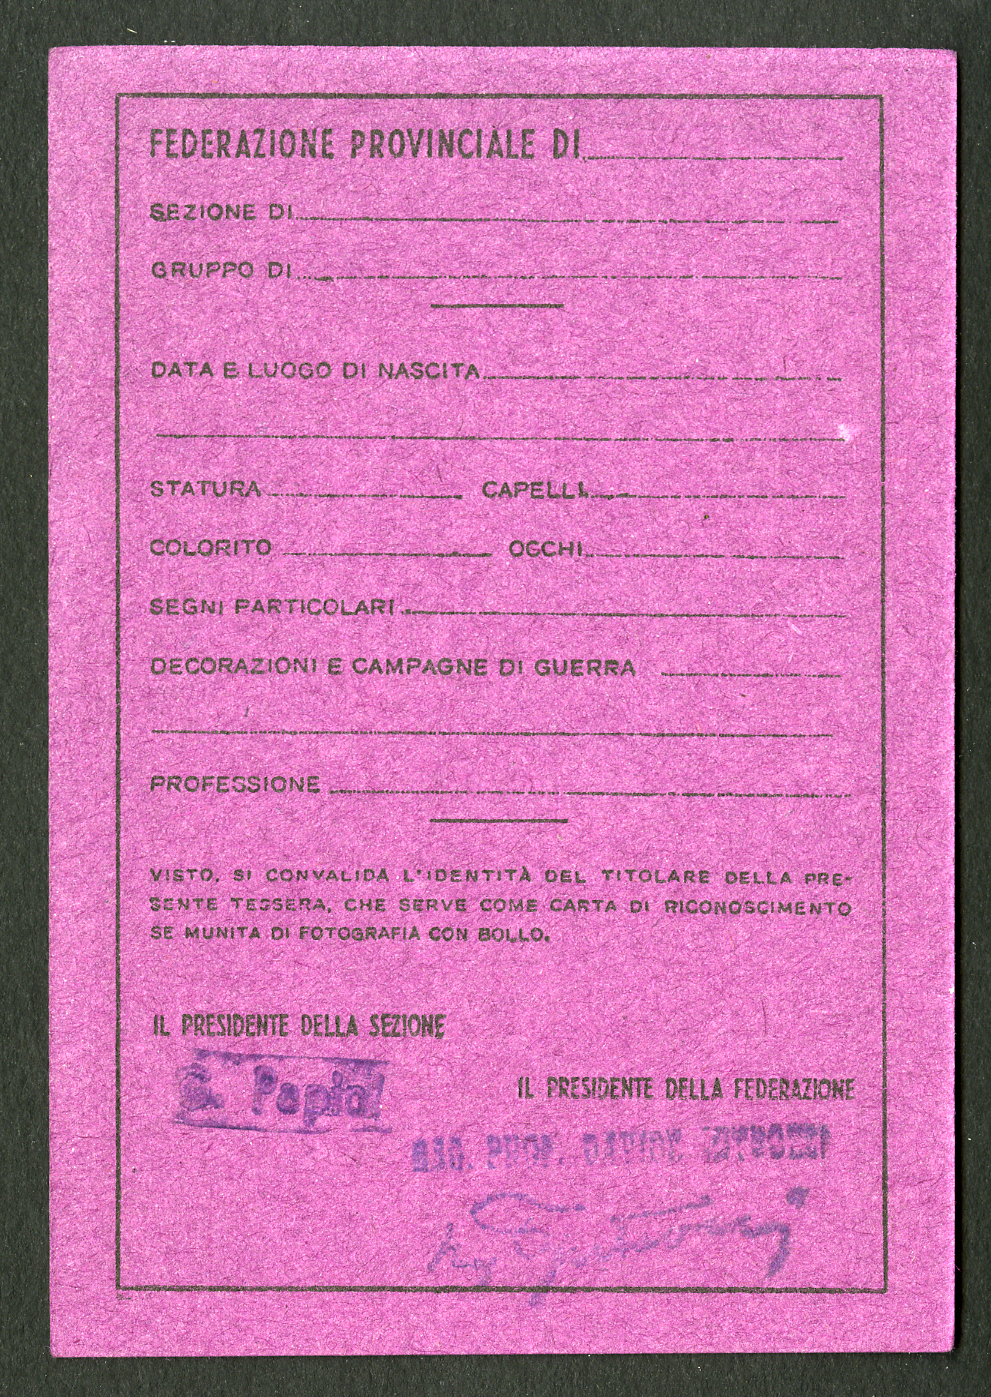 FEDERAZIONE PROVINCIALE DI
SEZIONE DI
GRUPPO DI
DATA E LUOGO DI NASCITA
STATURA CAPELLI
COLORITO OCCHI
SEGNI PARTICOLARI
DECORAZIONI E CAMPAGNE DI GUERRA
PROFESSIONE
VISTO, SI CONVALIDA L'IDENTITÀ DEL TITOLARE DELLA PRE-
SENTE TESSERA, CHE SERVE COME CARTA DI RICONOSCIMENTO
SE MUNITA DI FOTOGRAFIA CON BOLLO.
IL PRESIDENTE DELLA SEZIONE
IL PRESIDENTE DELLA FEDERAZIONE
RAG. PROF. DAVIDE